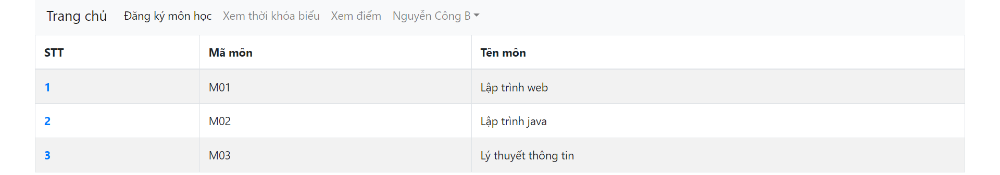 Trang chủ Đăng ký môn học Xem thời khóa biểu Xem điểm Nguyễn Công B
STT Mã môn Tên môn
1 M01 Lập trình web
2 M02 Lập trình java
3 M03 Lý thuyết thông tin